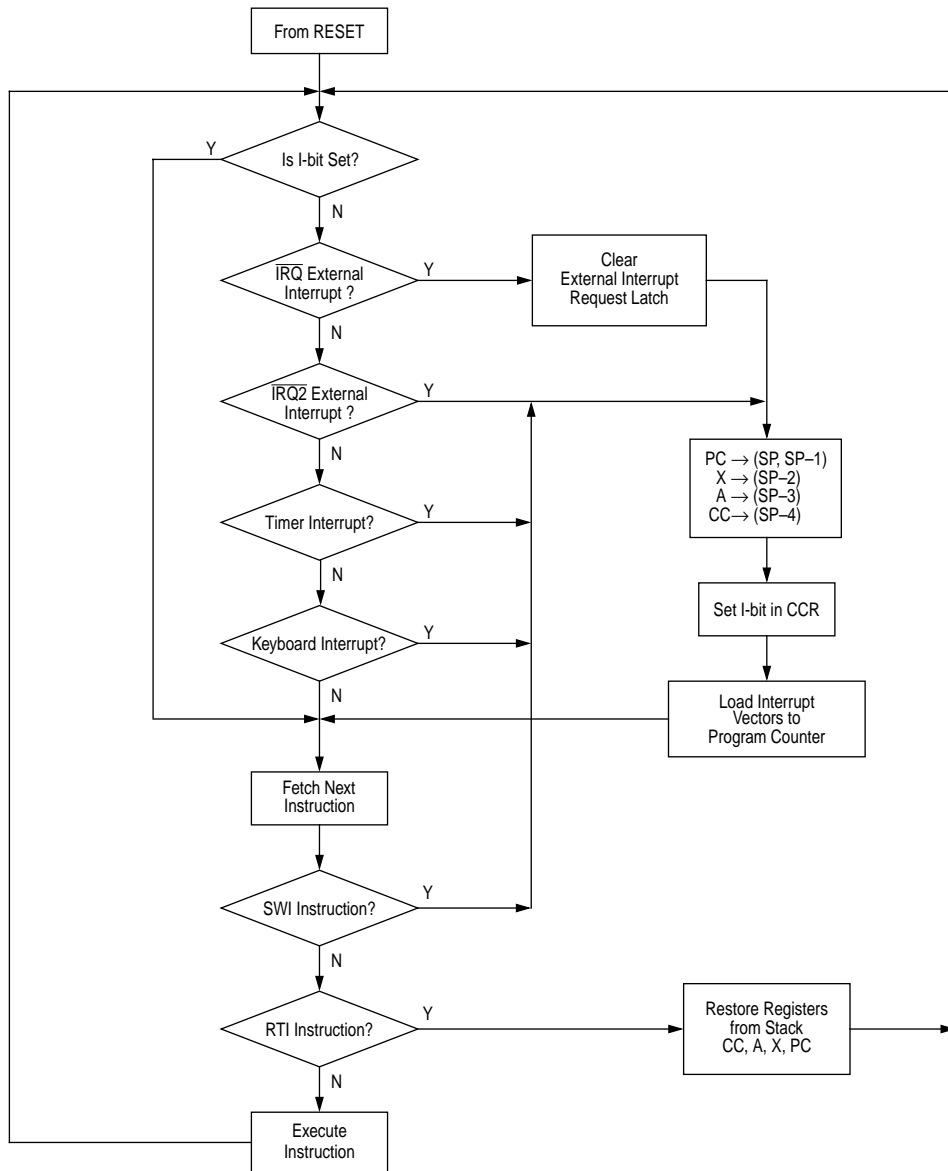 From RESET
Y
Is I-bit Set?
N
IRQ External
Interrupt ?
Y
Clear
External Interrupt
Request Latch
N
IRQ2 External
Interrupt ?
Y
PC → (SP, SP–1)
X → (SP–2)
A → (SP–3)
CC → (SP–4)
N
Timer Interrupt?
Y
N
Set I-bit in CCR
Keyboard Interrupt?
Y
N
Load Interrupt
Vectors to
Program Counter
Fetch Next
Instruction
SWI Instruction?
Y
N
RTI Instruction?
Y
Restore Registers
from Stack
CC, A, X, PC
N
Execute
Instruction